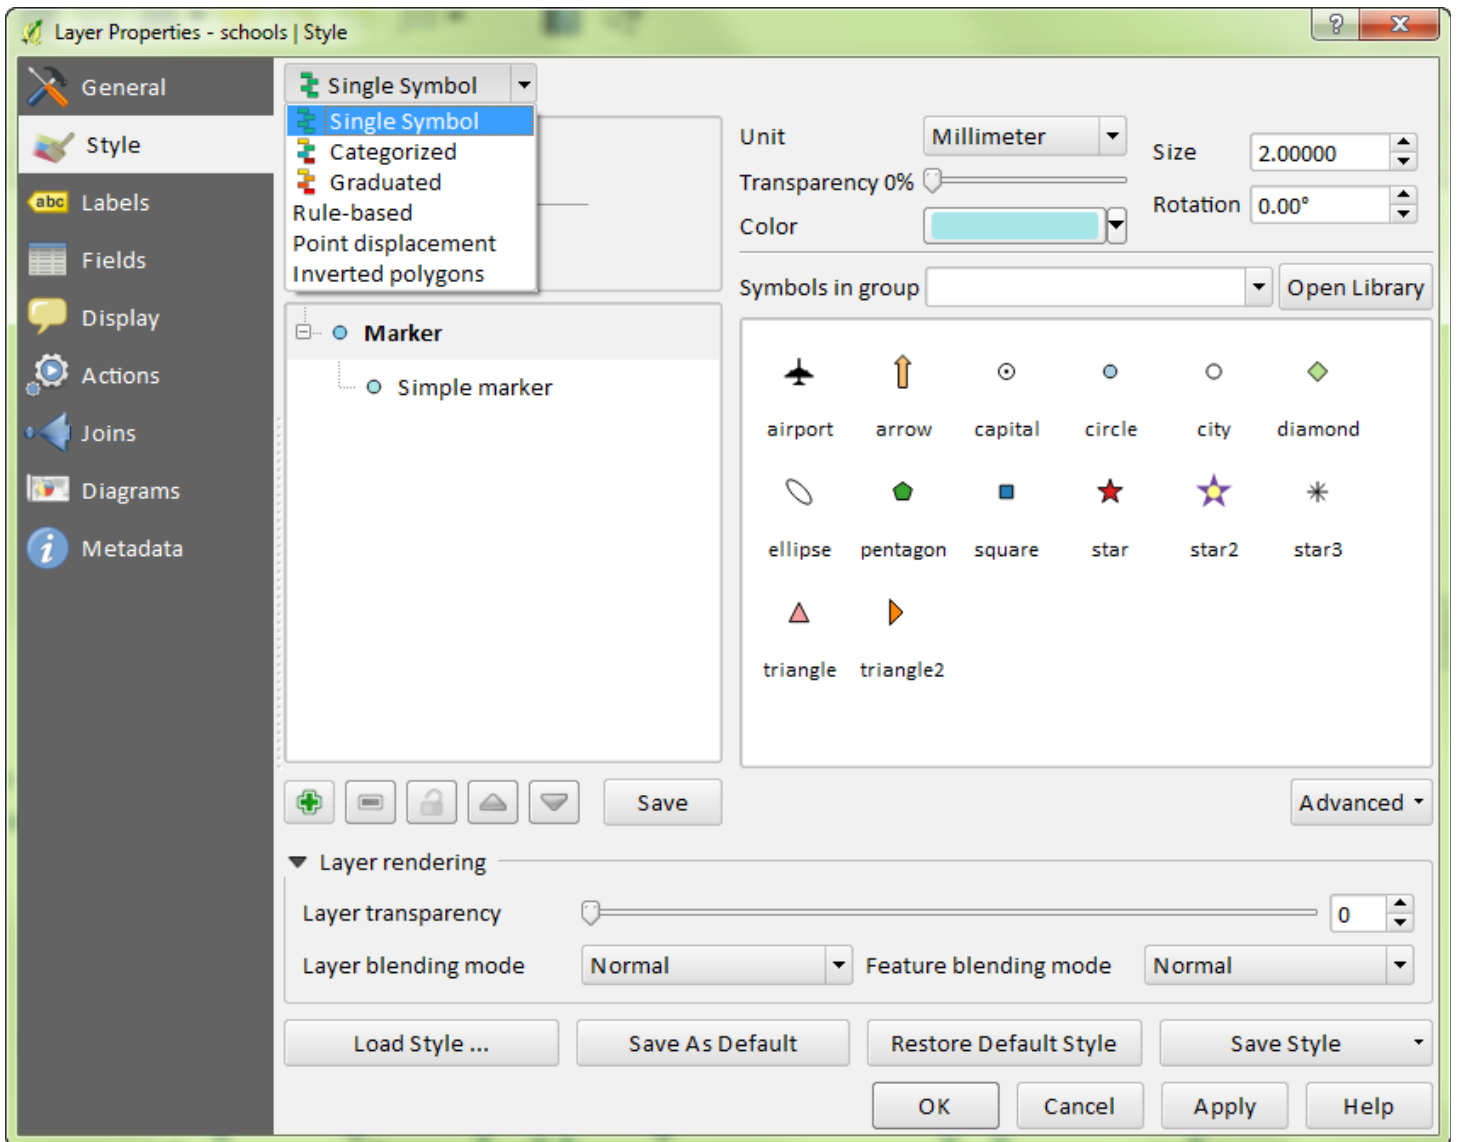 Layer Properties - schools | Style
General
Style
abc Labels
Fields
Display
Actions
Joins
Diagrams
Metadata
Single Symbol
Single Symbol
Categorized
Graduated
Rule-based
Point displacement
Inverted polygons
Marker
Simple marker
Save
Unit Millimeter
Transparency 0%
Color
Size 2.00000
Rotation 0.00°
Symbols in group Open Library
airport arrow capital circle city diamond
ellipse pentagon square star star2 star3
triangle triangle2
Advanced
Layer rendering
Layer transparency 0
Layer blending mode Normal Feature blending mode Normal
Load Style ... Save As Default Restore Default Style Save Style
OK Cancel Apply Help